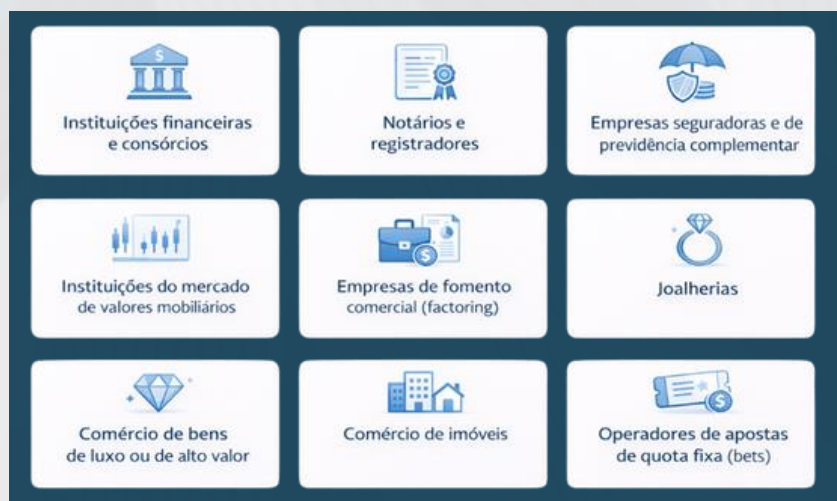 Instituições financeiras
e consórcios
Notários e
registradores
Empresas seguradoras e de
previdência complementar
Instituições do mercado
de valores mobiliários
Empresas de fomento
comercial (factoring)
Joalherias
Comércio de bens
de luxo ou de alto valor
Comércio de imóveis
Operadores de apostas
de quota fixa (bets)